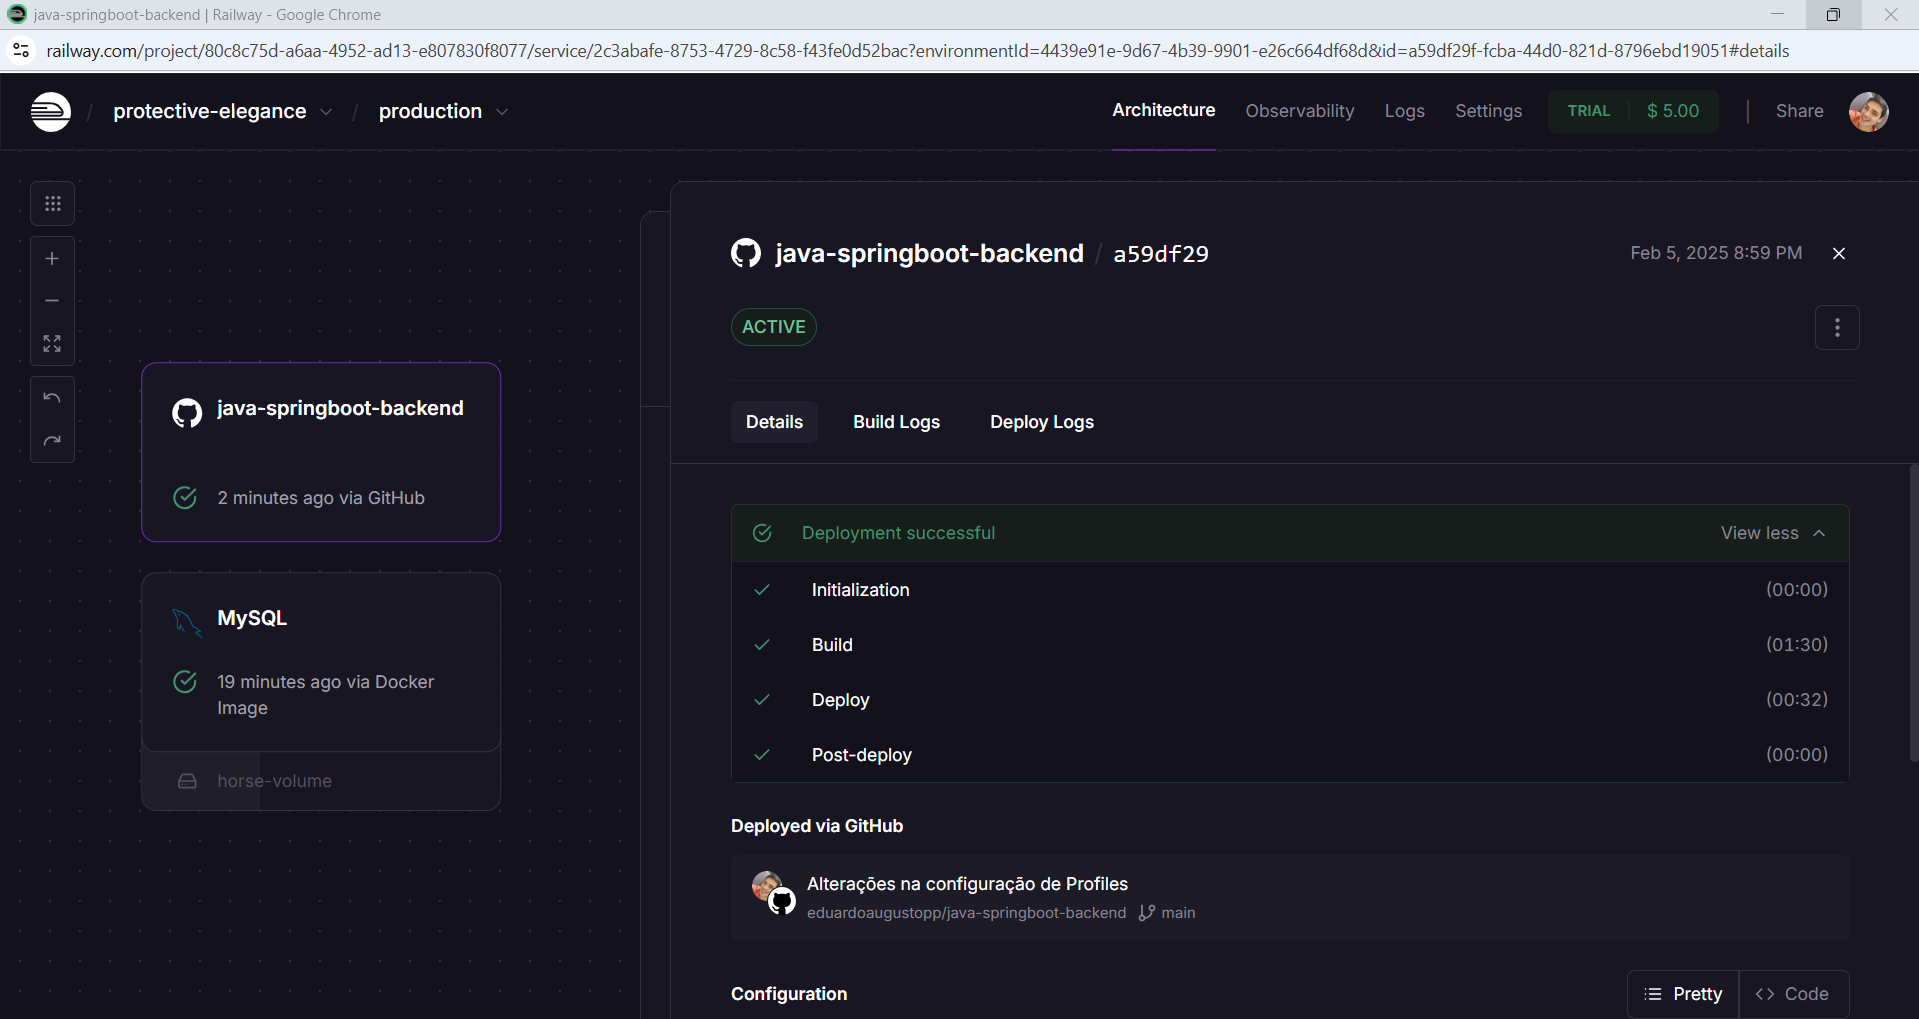 java-springboot-backend | Railway - Google Chrome
railway.com/project/80c8c75d-a6aa-4952-ad13-e807830f8077/service/2c3abafe-8753-4729-8c58-f43fe0d52bac?environmentId=4439e91e-9d67-4b39-9901-e26c664df68d&id=a59df29f-fcba-44d0-821d-8796ebd19051#details
/ protective-elegance / production
Architecture Observability Logs Settings TRIAL $ 5.00 | Share
java-springboot-backend / a59df29
Feb 5, 2025 8:59 PM
ACTIVE
java-springboot-backend
2 minutes ago via GitHub
MySQL
19 minutes ago via Docker
Image
horse-volume
Details Build Logs Deploy Logs
Deployment successful View less
Initialization (00:00)
Build (01:30)
Deploy (00:32)
Post-deploy (00:00)
Deployed via GitHub
Alterações na configuração de Profiles
eduardoaugustopp/java-springboot-backend main
Configuration Pretty <> Code